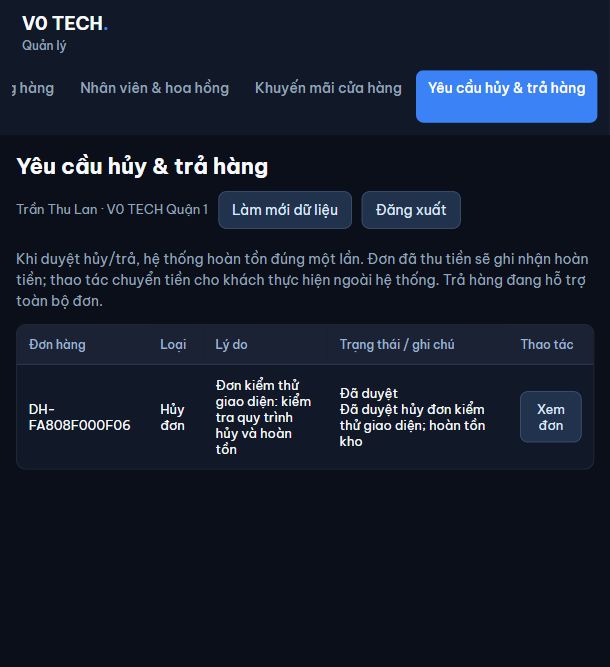 V0 TECH.
Quản lý
g hàng Nhân viên & hoa hồng Khuyến mãi cửa hàng Yêu cầu hủy & trả hàng
Yêu cầu hủy & trả hàng
Trần Thu Lan · V0 TECH Quận 1 Làm mới dữ liệu Đăng xuất
Khi duyệt hủy/trả, hệ thống hoàn tồn đúng một lần. Đơn đã thu tiền sẽ ghi nhận hoàn
tiền; thao tác chuyển tiền cho khách thực hiện ngoài hệ thống. Trả hàng đang hỗ trợ
toàn bộ đơn.
Đơn hàng Loại Lý do Trạng thái / ghi chú Thao tác
DH-
FA808F000F06
Hủy
đơn
Đơn kiểm thử
giao diện: kiểm
tra quy trình
hủy và hoàn
tồn
Đã duyệt
Đã duyệt hủy đơn kiểm
thử giao diện; hoàn tồn
kho
Xem
đơn